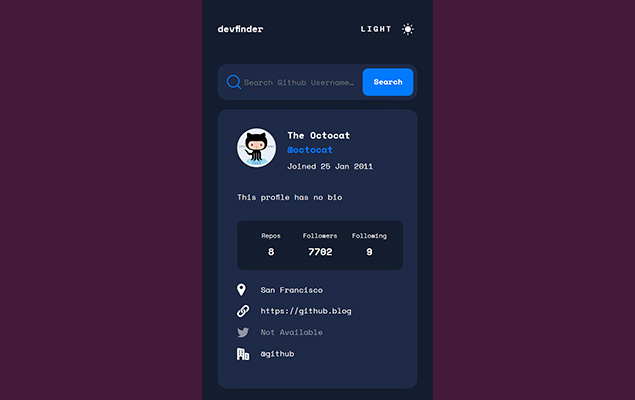 devfinder
LIGHT
Search Github Username…
Search
The Octocat
@octocat
Joined 25 Jan 2011
This profile has no bio
Repos Followers Following
8 7702 9
San Francisco
https://github.blog
Not Available
@github